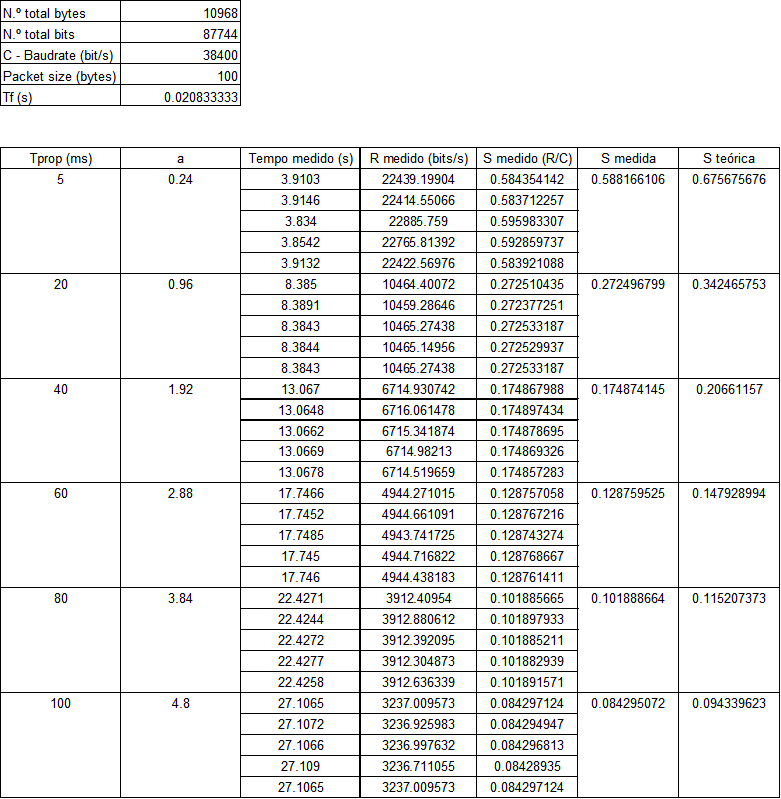 N.º total bytes 10968
N.º total bits 87744
C - Baudrate (bit/s) 38400
Packet size (bytes) 100
Tf (s) 0.020833333
Tprop (ms) a Tempo medido (s) R medido (bits/s) S medido (R/C) S medida S teórica
5 0.24 3.9103 22439.19904 0.584354142 0.588166106 0.675675676
3.9146 22414.55066 0.583712257
3.834 22885.759 0.595983307
3.8542 22765.81392 0.592859737
3.9132 22422.56976 0.583921088
20 0.96 8.385 10464.40072 0.272510435 0.272496799 0.342465753
8.3891 10459.28646 0.272377251
8.3843 10465.27438 0.272533187
8.3844 10465.14956 0.272529937
8.3843 10465.27438 0.272533187
40 1.92 13.067 6714.930742 0.174867988 0.174874145 0.20661157
13.0648 6716.061478 0.174897434
13.0662 6715.341874 0.174878695
13.0669 6714.98213 0.174869326
13.0678 6714.519659 0.174857283
60 2.88 17.7466 4944.271015 0.128757058 0.128759525 0.147928994
17.7452 4944.661091 0.128767216
17.7485 4943.741725 0.128743274
17.745 4944.716822 0.128768667
17.746 4944.438183 0.128761411
80 3.84 22.4271 3912.40954 0.101885665 0.101888664 0.115207373
22.4244 3912.880612 0.101897933
22.4272 3912.392095 0.101885211
22.4277 3912.304873 0.101882939
22.4258 3912.636339 0.101891571
100 4.8 27.1065 3237.009573 0.084297124 0.084295072 0.094339623
27.1072 3236.925983 0.084294947
27.1066 3236.997632 0.084296813
27.109 3236.711055 0.08428935
27.1065 3237.009573 0.084297124